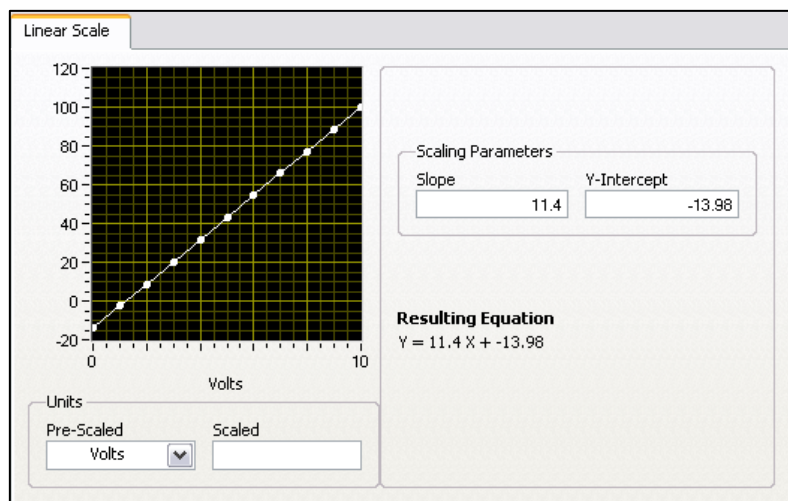 Linear Scale
120
100
80
60
40
20
0
-20
0 10
Volts
Units
Pre-Scaled Scaled
Volts
Scaling Parameters
Slope Y-Intercept
11.4 -13.98
Resulting Equation
Y = 11.4 X + -13.98